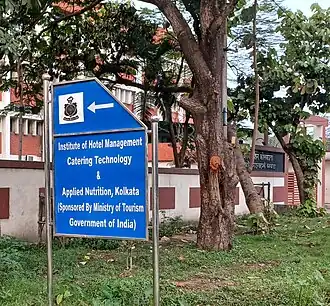 Institute of Hotel Management
Catering Technology
&
Applied Nutrition, Kolkata
(Sponsored By Ministry of Tourism
Government of India)